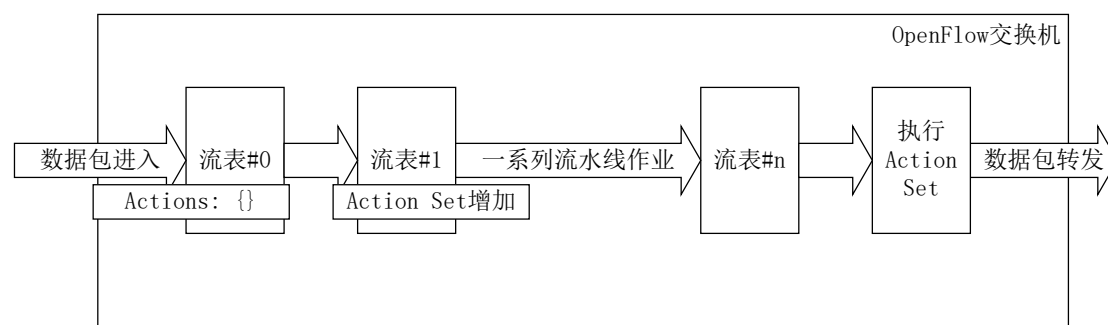 OpenFlow交换机
数据包进入
流表#0
流表#1
一系列流水线作业
流表#n
执行
Action
Set
数据包转发
Actions: {}
Action Set增加